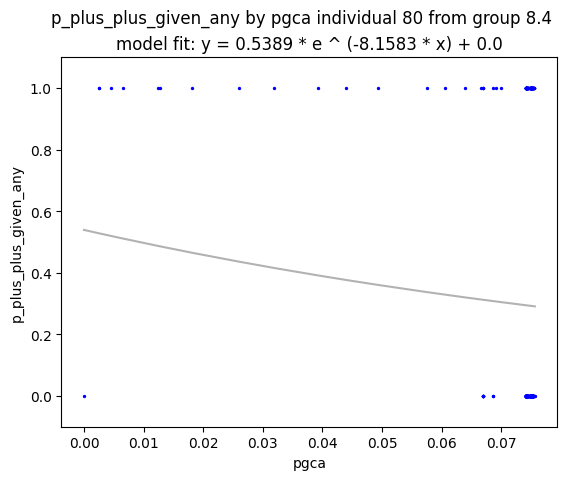 p_plus_plus_given_any by pgca individual 80 from group 8.4
model fit: y = 0.5389 * e ^ (-8.1583 * x) + 0.0
1.0
0.8
0.6
0.4
0.2
0.0
p_plus_plus_given_any
0.00 0.01 0.02 0.03 0.04 0.05 0.06 0.07
pgca